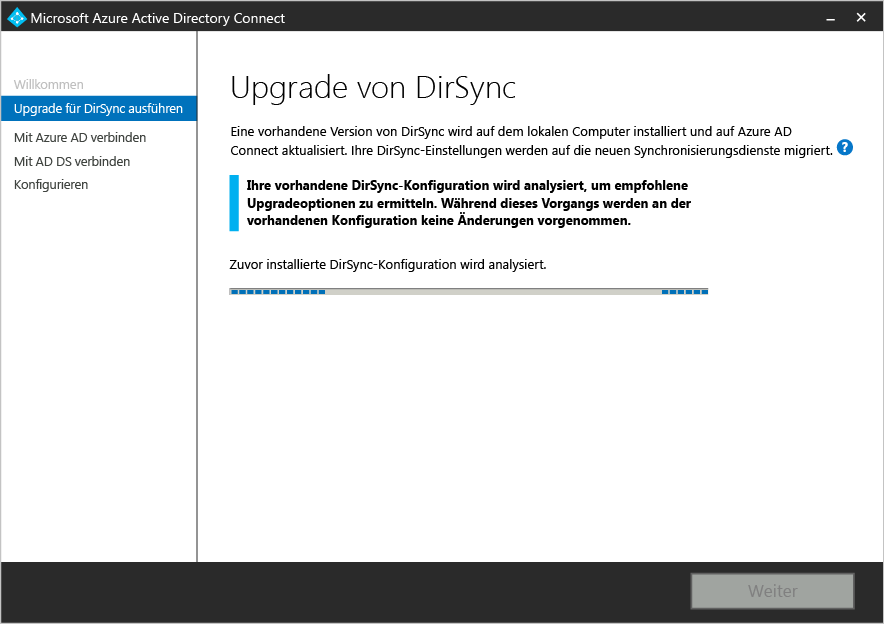 Microsoft Azure Active Directory Connect
Willkommen
Upgrade für DirSync ausführen
Mit Azure AD verbinden
Mit AD DS verbinden
Konfigurieren
Upgrade von DirSync
Eine vorhandene Version von DirSync wird auf dem lokalen Computer installiert und auf Azure AD
Connect aktualisiert. Ihre DirSync-Einstellungen werden auf die neuen Synchronisierungsdienste migriert. ?
Ihre vorhandene DirSync-Konfiguration wird analysiert, um empfohlene
Upgradeoptionen zu ermitteln. Während dieses Vorgangs werden an der
vorhandenen Konfiguration keine Änderungen vorgenommen.
Zuvor installierte DirSync-Konfiguration wird analysiert.
Weiter